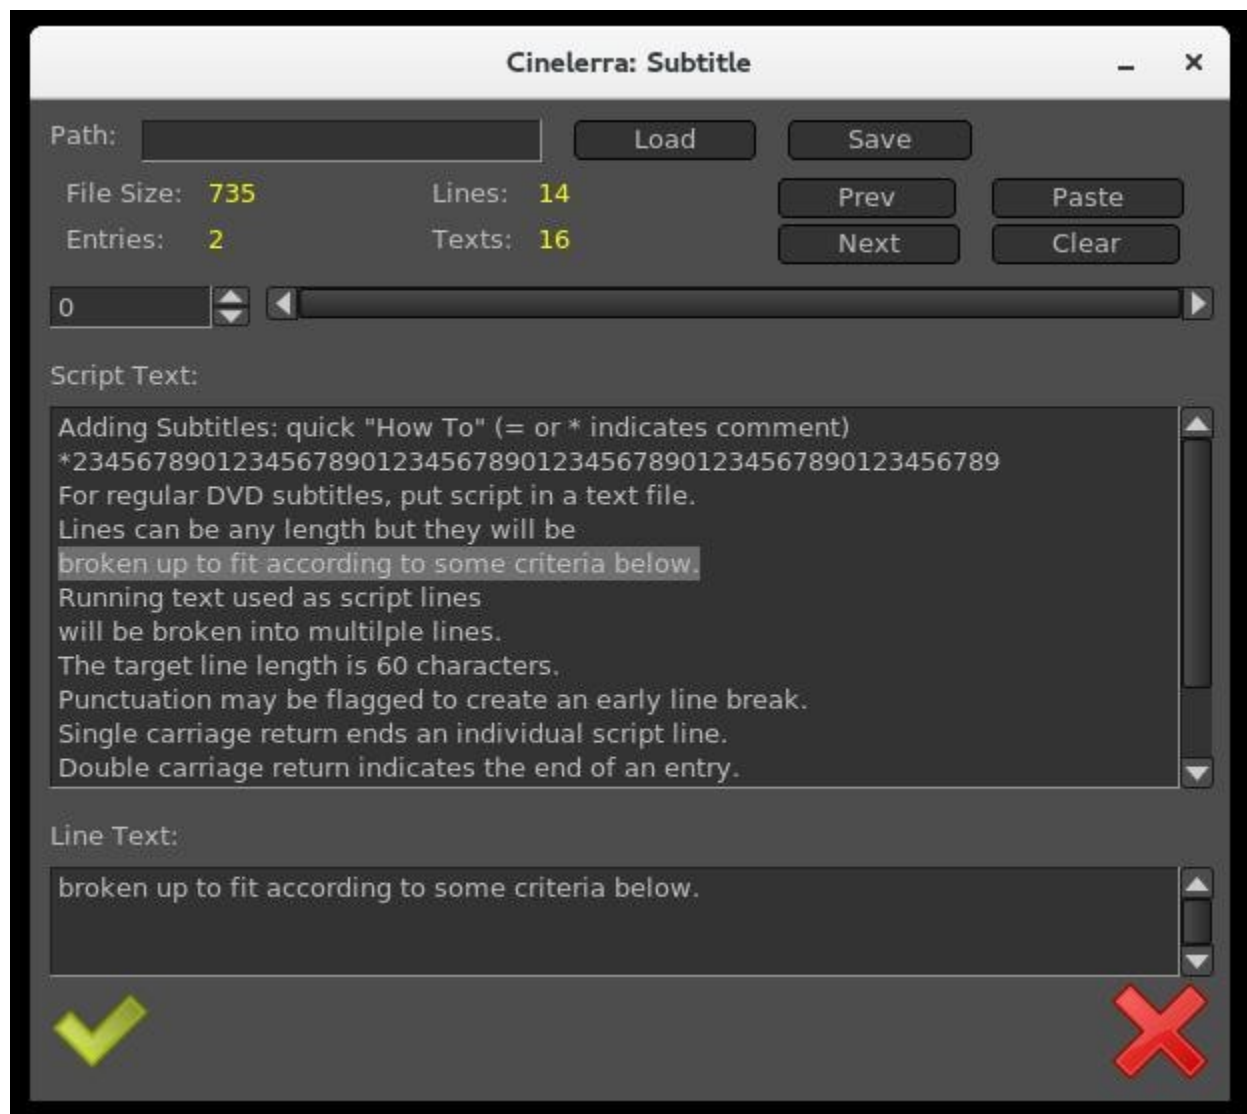 Cinelerra: Subtitle
Path: Load Save
File Size: 735 Lines: 14 Prev Paste
Entries: 2 Texts: 16 Next Clear
0
Script Text:
Adding Subtitles: quick "How To" (= or * indicates comment)
*23456789012345678901234567890123456789012345678901234567​89
For regular DVD subtitles, put script in a text file.
Lines can be any length but they will be
broken up to fit according to some criteria below.
Running text used as script lines
will be broken into multilple lines.
The target line length is 60 characters.
Punctuation may be flagged to create an early line break.
Single carriage return ends an individual script line.
Double carriage return indicates the end of an entry.
Line Text:
broken up to fit according to some criteria below.